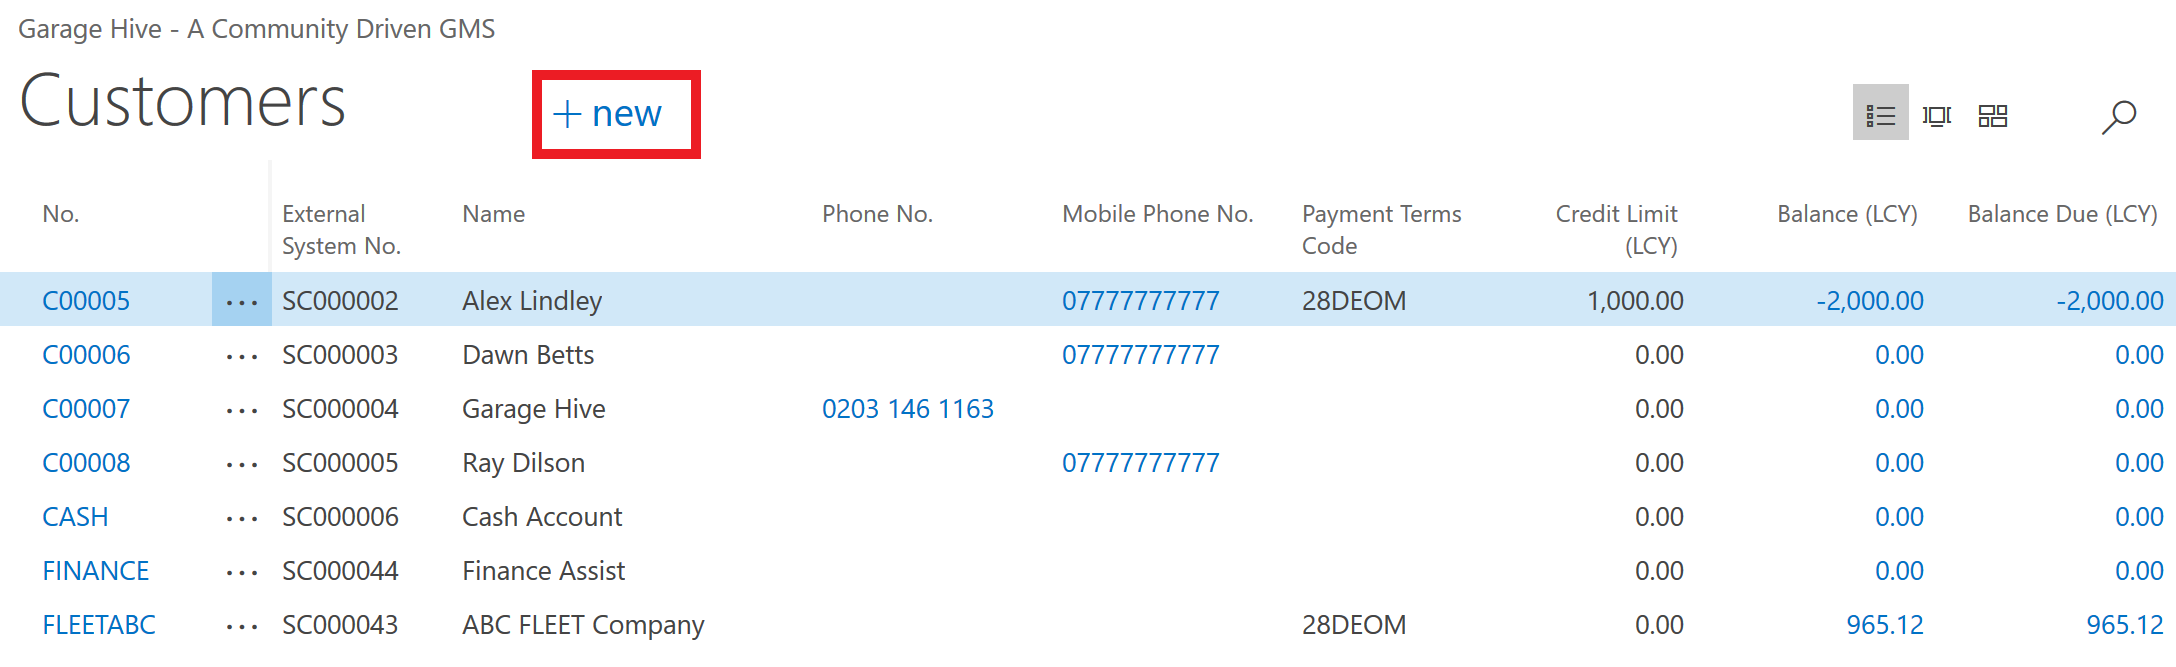 Garage Hive - A Community Driven GMS
Customers + new
No. External System No. Name Phone No. Mobile Phone No. Payment Terms Code Credit Limit (LCY) Balance (LCY) Balance Due (LCY)
C00005 ... SC000002 Alex Lindley 07777777777 28DEOM 1,000.00 -2,000.00 -2,000.00
C00006 ... SC000003 Dawn Betts 07777777777 0.00 0.00 0.00
C00007 ... SC000004 Garage Hive 0203 146 1163 0.00 0.00 0.00
C00008 ... SC000005 Ray Dilson 07777777777 0.00 0.00 0.00
CASH ... SC000006 Cash Account 0.00 0.00 0.00
FINANCE ... SC000044 Finance Assist 0.00 0.00 0.00
FLEETABC ... SC000043 ABC FLEET Company 28DEOM 0.00 965.12 965.12